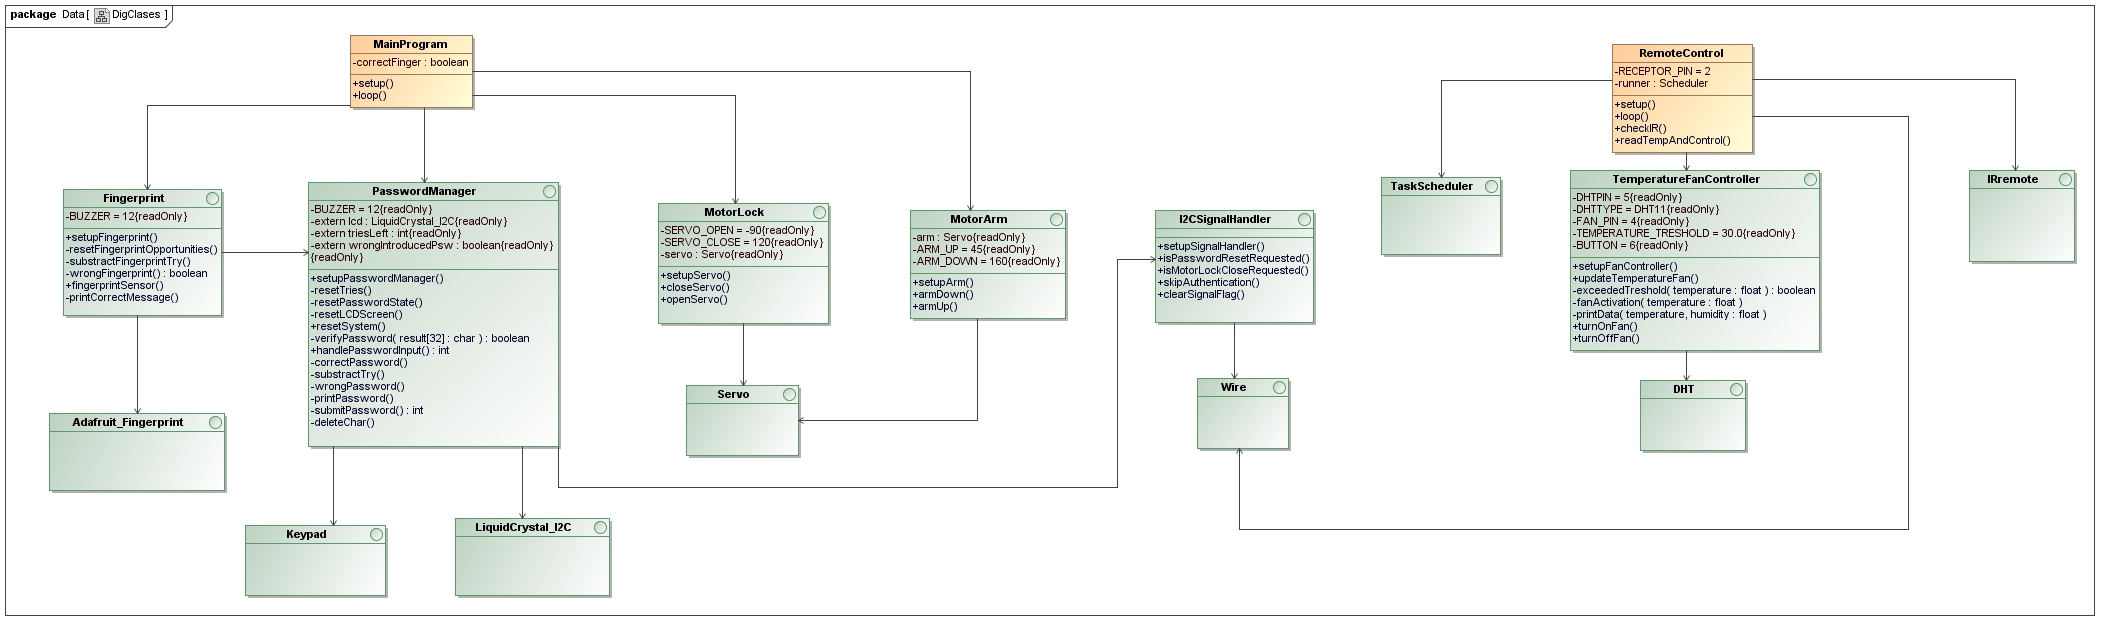 package Data [ DigClases ]
MainProgram
-correctFinger : boolean
+setup()
+loop()
RemoteControl
-RECEPTOR_PIN = 2
-runner : Scheduler
+setup()
+loop()
+checkIR()
+readTempAndControl()
Fingerprint
-BUZZER = 12{readOnly}
+setupFingerprint()
-resetFingerprintOpportunities()
-substractFingerprintTry()
-wrongFingerprint() : boolean
+fingerprintSensor()
-printCorrectMessage()
PasswordManager
-BUZZER = 12{readOnly}
-extern lcd : LiquidCrystal_I2C{readOnly}
-extern triesLeft : int{readOnly}
-extern wrongIntroducedPsw : boolean{readOnly}
{readOnly}
+setupPasswordManager()
-resetTries()
-resetPasswordState()
-resetLCDScreen()
+resetSystem()
-verifyPassword( result[32] : char ) : boolean
+handlePasswordInput() : int
-correctPassword()
-substractTry()
-wrongPassword()
-printPassword()
-submitPassword() : int
-deleteChar()
MotorLock
-SERVO_OPEN = -90{readOnly}
-SERVO_CLOSE = 120{readOnly}
-servo : Servo{readOnly}
+setupServo()
+closeServo()
+openServo()
MotorArm
-arm : Servo{readOnly}
-ARM_UP = 45{readOnly}
-ARM_DOWN = 160{readOnly}
+setupArm()
+armDown()
+armUp()
I2CSignalHandler
+setupSignalHandler()
+isPasswordResetRequested()
+isMotorLockCloseRequested()
+skipAuthentication()
+clearSignalFlag()
TaskScheduler
TemperatureFanController
-DHTPIN = 5{readOnly}
-DHTTYPE = DHT11{readOnly}
-FAN_PIN = 4{readOnly}
-TEMPERATURE_TRESHOLD = 30.0{readOnly}
-BUTTON = 6{readOnly}
+setupFanController()
+updateTemperatureFan()
-exceededTreshold( temperature : float ) : boolean
-fanActivation( temperature : float )
-printData( temperature, humidity : float )
+turnOnFan()
+turnOffFan()
IRremote
Adafruit_Fingerprint
Servo
Wire
DHT
Keypad
LiquidCrystal_I2C